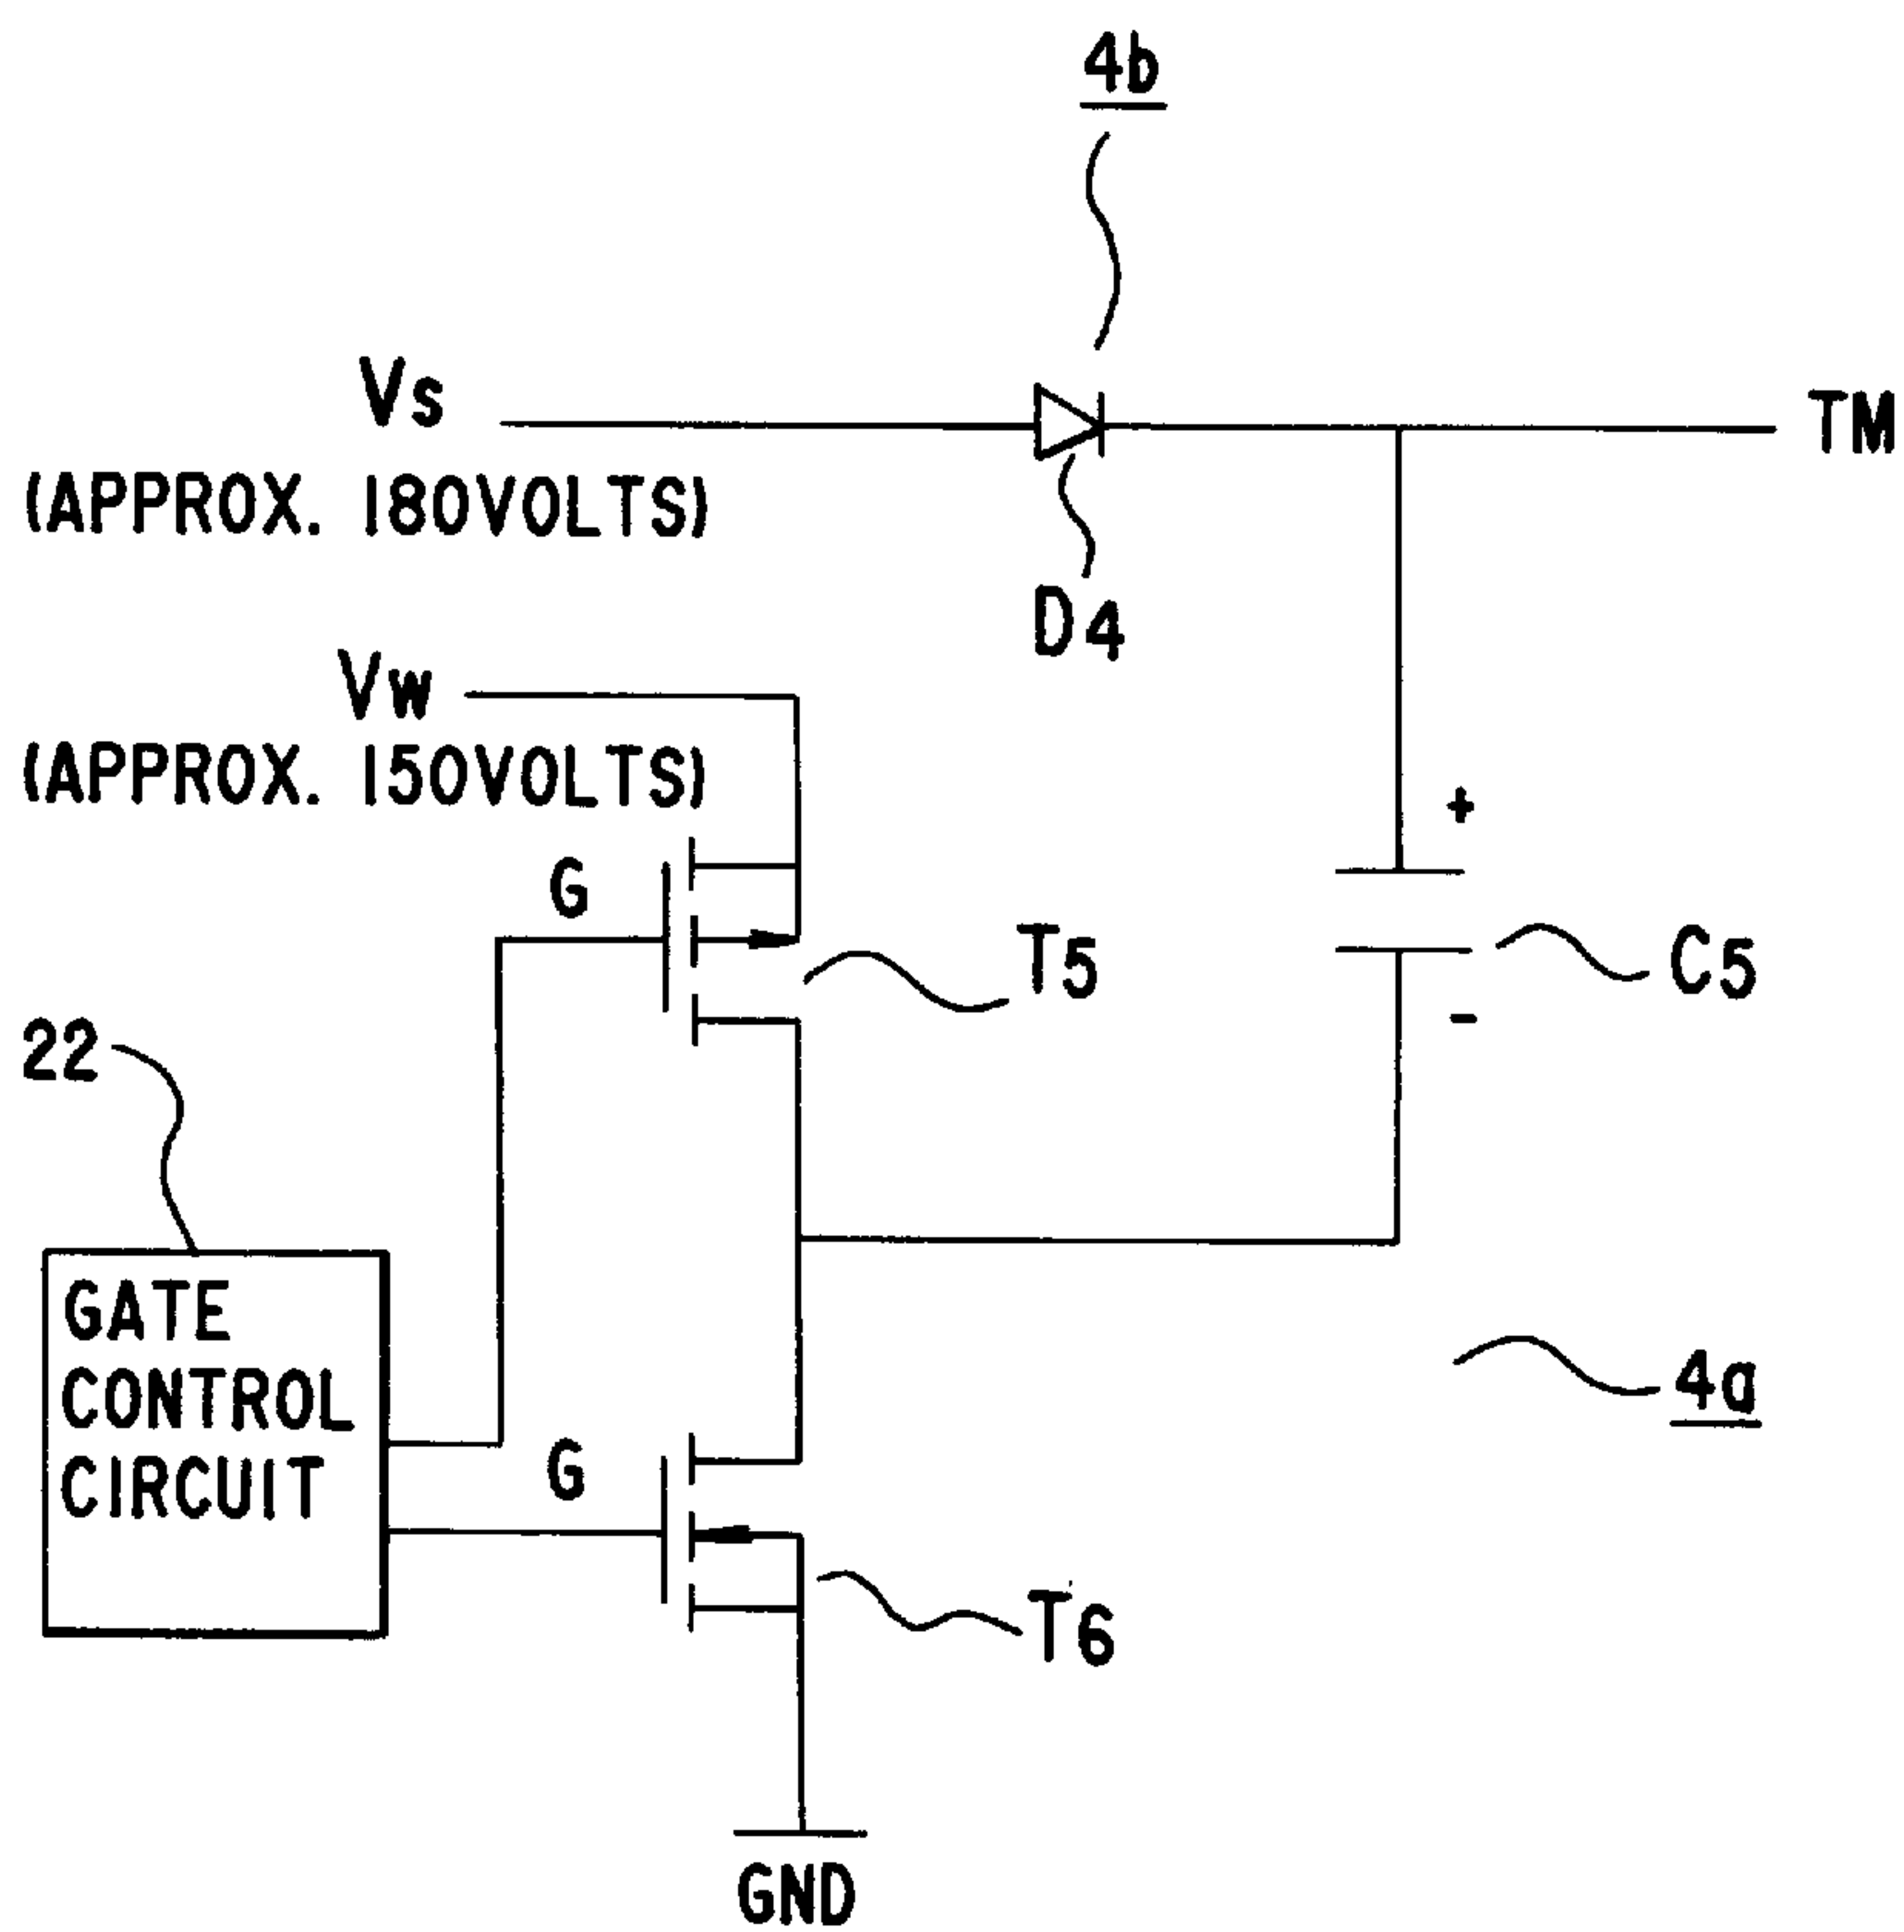 4b
Vs
(APPROX. 180VOLTS)
TM
D4
Vw
(APPROX. 150VOLTS)
+
G
T5
C5
-
22
GATE
CONTROL
CIRCUIT
4a
G
T6
GND